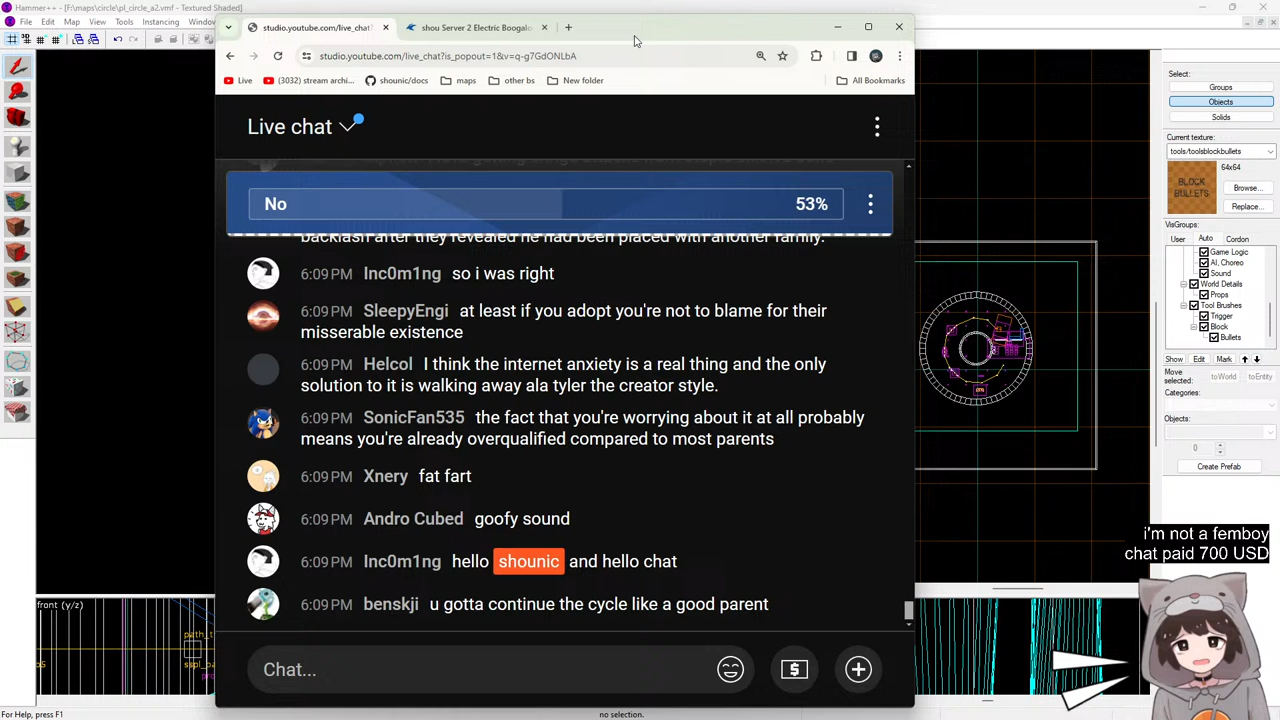 Hammer++ - [maps\circle\pl_circle_a2.vmf - Textured Shaded]
File Edit Map View Tools Instancing
studio.youtube.com/live_chat?
shou Server 2 Electric Boogalo
studio.youtube.com/live_chat?is_popout=1&v=q-g7GdONLbA
Live
(3032) stream archi...
shounic/docs
maps
other bs
New folder
All Bookmarks
Live chat
No 53%
backlash after they revealed he had been placed with another family.
6:09 PM Inc0m1ng so i was right
6:09 PM SleepyEngi at least if you adopt you're not to blame for their
misserable existence
6:09 PM Helcol I think the internet anxiety is a real thing and the only
solution to it is walking away ala tyler the creator style.
6:09 PM SonicFan535 the fact that you're worrying about it at all probably
means you're already overqualified compared to most parents
6:09 PM Xnery fat fart
6:09 PM Andro Cubed goofy sound
6:09 PM Inc0m1ng hello shounic and hello chat
6:09 PM benskji u gotta continue the cycle like a good parent
Chat...
Select:
Groups
Objects
Solids
Current texture:
tools/toolsblockbullets
64x64
BLOCK
BULLETS
Browse...
Replace...
VisGroups:
User Auto Cordon
Game Logic
AI, Choreo
Sound
World Details
Props
Tool Brushes
Trigger
Block
Bullets
Show Edit Mark
Move
selected:
toWorld toEntity
Categories:
Objects:
0
Create Prefab
i'm not a femboy
chat paid 700 USD
front (y/z)
For Help, press F1
no selection.